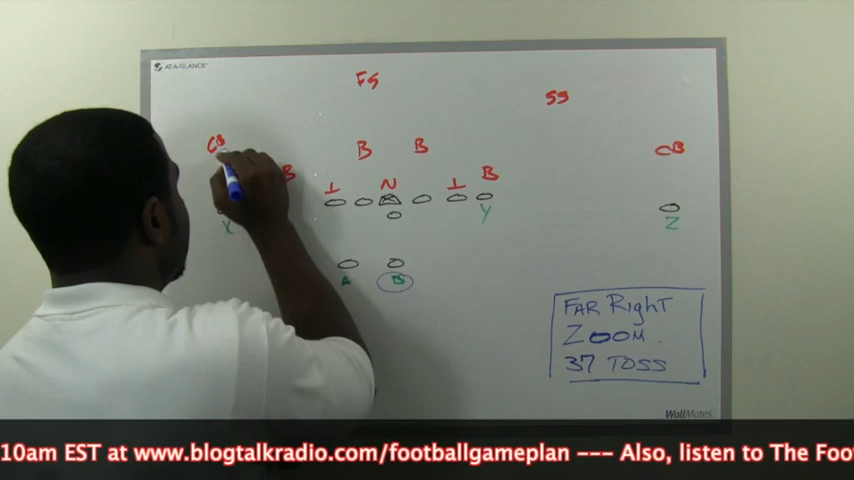 AT-A-GLANCE
FS
SS
CB
B
B
CB
B
T
N
T
B
X
Y
Z
A
B
FAR Right
ZOOM.
37 TOSS
WallMates
10am EST at www.blogtalkradio.com/footballgameplan --- Also, listen to The Foo